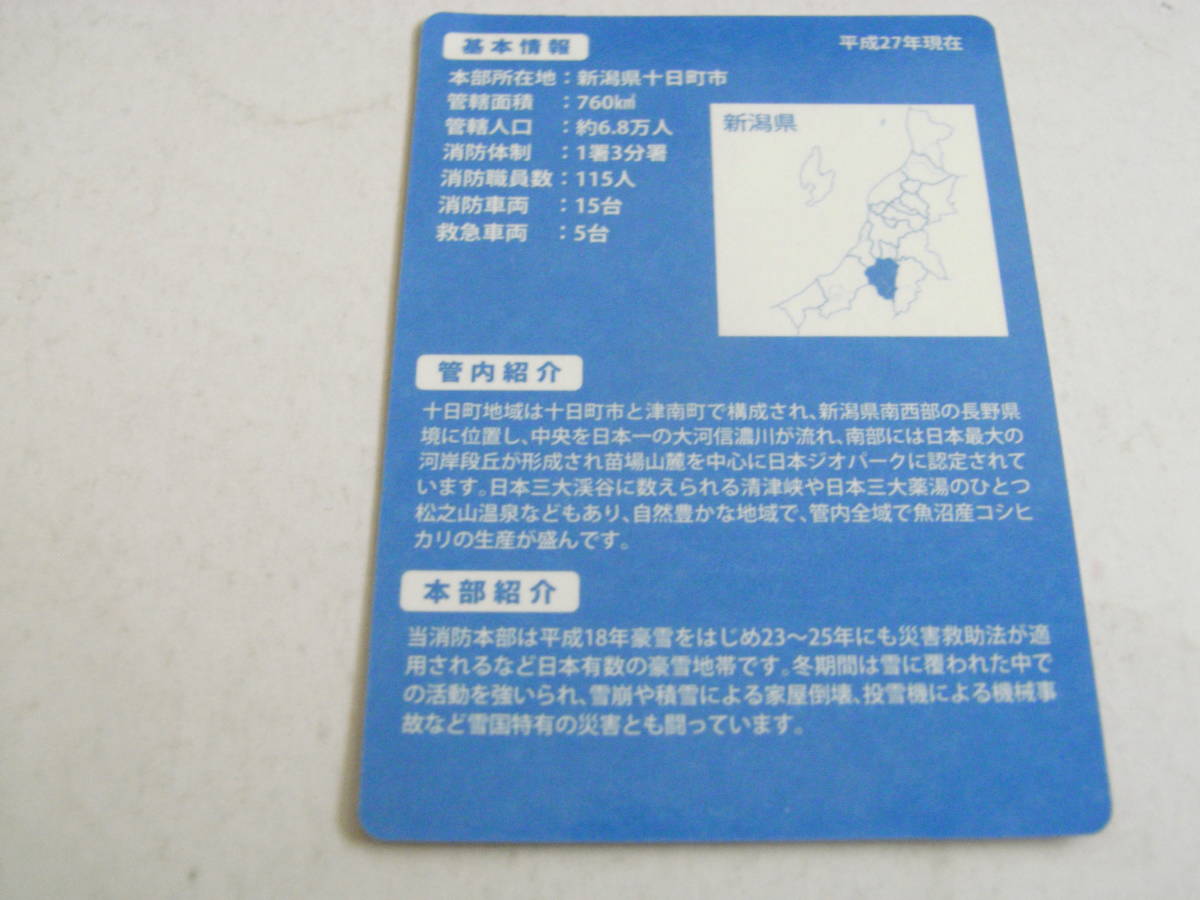 基本情報
平成27年現在
本部所在地：新潟県十日町市
管轄面積　：760㎢
管轄人口　：約6.8万人
消防体制　：1署3分署
消防職員数：115人
消防車両　：15台
救急車両　：5台
新潟県
管内紹介
十日町地域は十日町市と津南町で構成され、新潟県南西部の長野県
境に位置し、中央を日本一の大河信濃川が流れ、南部には日本最大の
河岸段丘が形成され苗場山麓を中心に日本ジオパークに認定されて
います。日本三大渓谷に数えられる清津峡や日本三大薬湯のひとつ
松之山温泉などもあり、自然豊かな地域で、管内全域で魚沼産コシヒ
カリの生産が盛んです。
本部紹介
当消防本部は平成18年豪雪をはじめ23〜25年にも災害救助法が適
用されるなど日本有数の豪雪地帯です。冬期間は雪に覆われた中で
の活動を強いられ、雪崩や積雪による家屋倒壊、投雪機による機械事
故など雪国特有の災害とも闘っています。